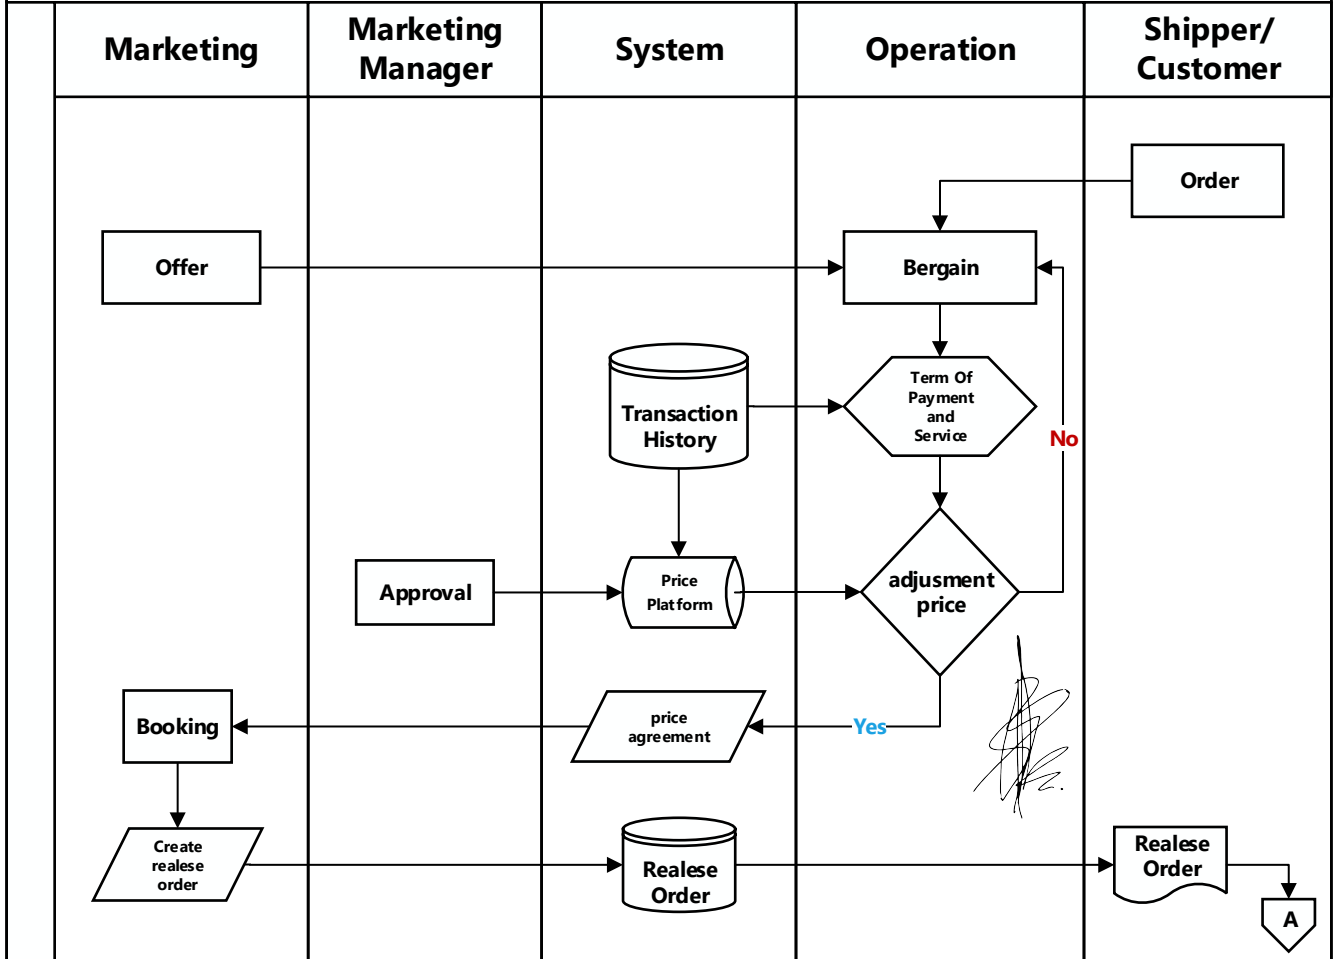 Marketing
Marketing
Manager
System
Operation
Shipper/
Customer
Order
Offer
Bergain
Transaction
History
Term Of
Payment
and
Service
No
Approval
Price
Platform
adjusment
price
Booking
price
agreement
Yes
Create
realese
order
Realese
Order
Realese
Order
A